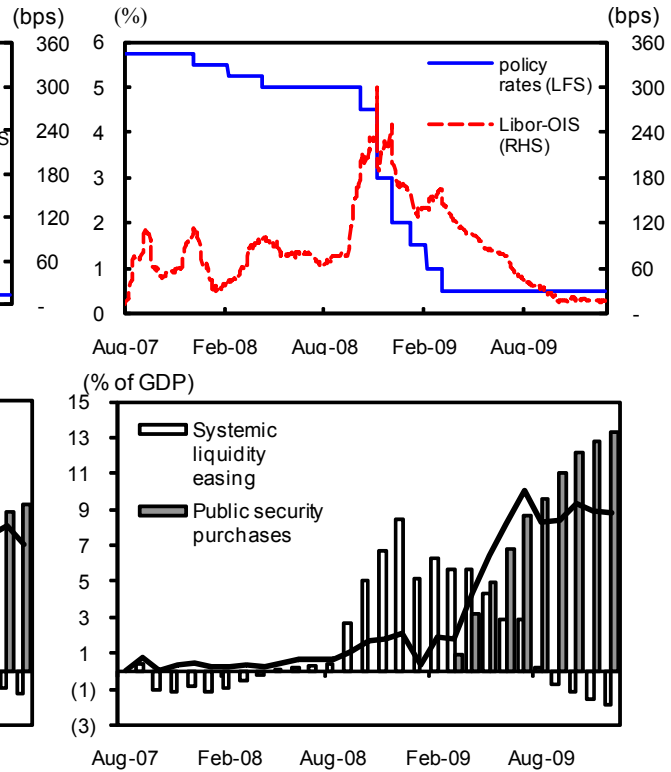 (bps) (%) (bps)
360 6 360
300 5 300
240 4 240
180 3 180
120 2 120
60 1 60
- 0 -
S
policy
rates (LFS)
Libor-OIS
(RHS)
Aug-07 Feb-08 Aug-08 Feb-09 Aug-09
(% of GDP)
15
13
11
9
7
5
3
1
(1)
(3)
Systemic
liquidity
easing
Public security
purchases
Aug-07 Feb-08 Aug-08 Feb-09 Aug-09